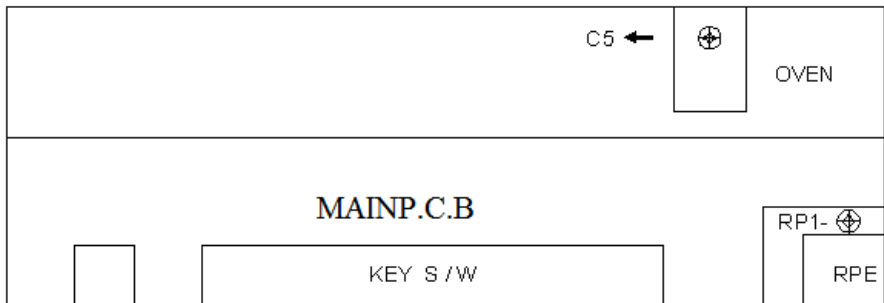 C5
OVEN
MAINP.C.B
RP1-
KEY S/W
RPE